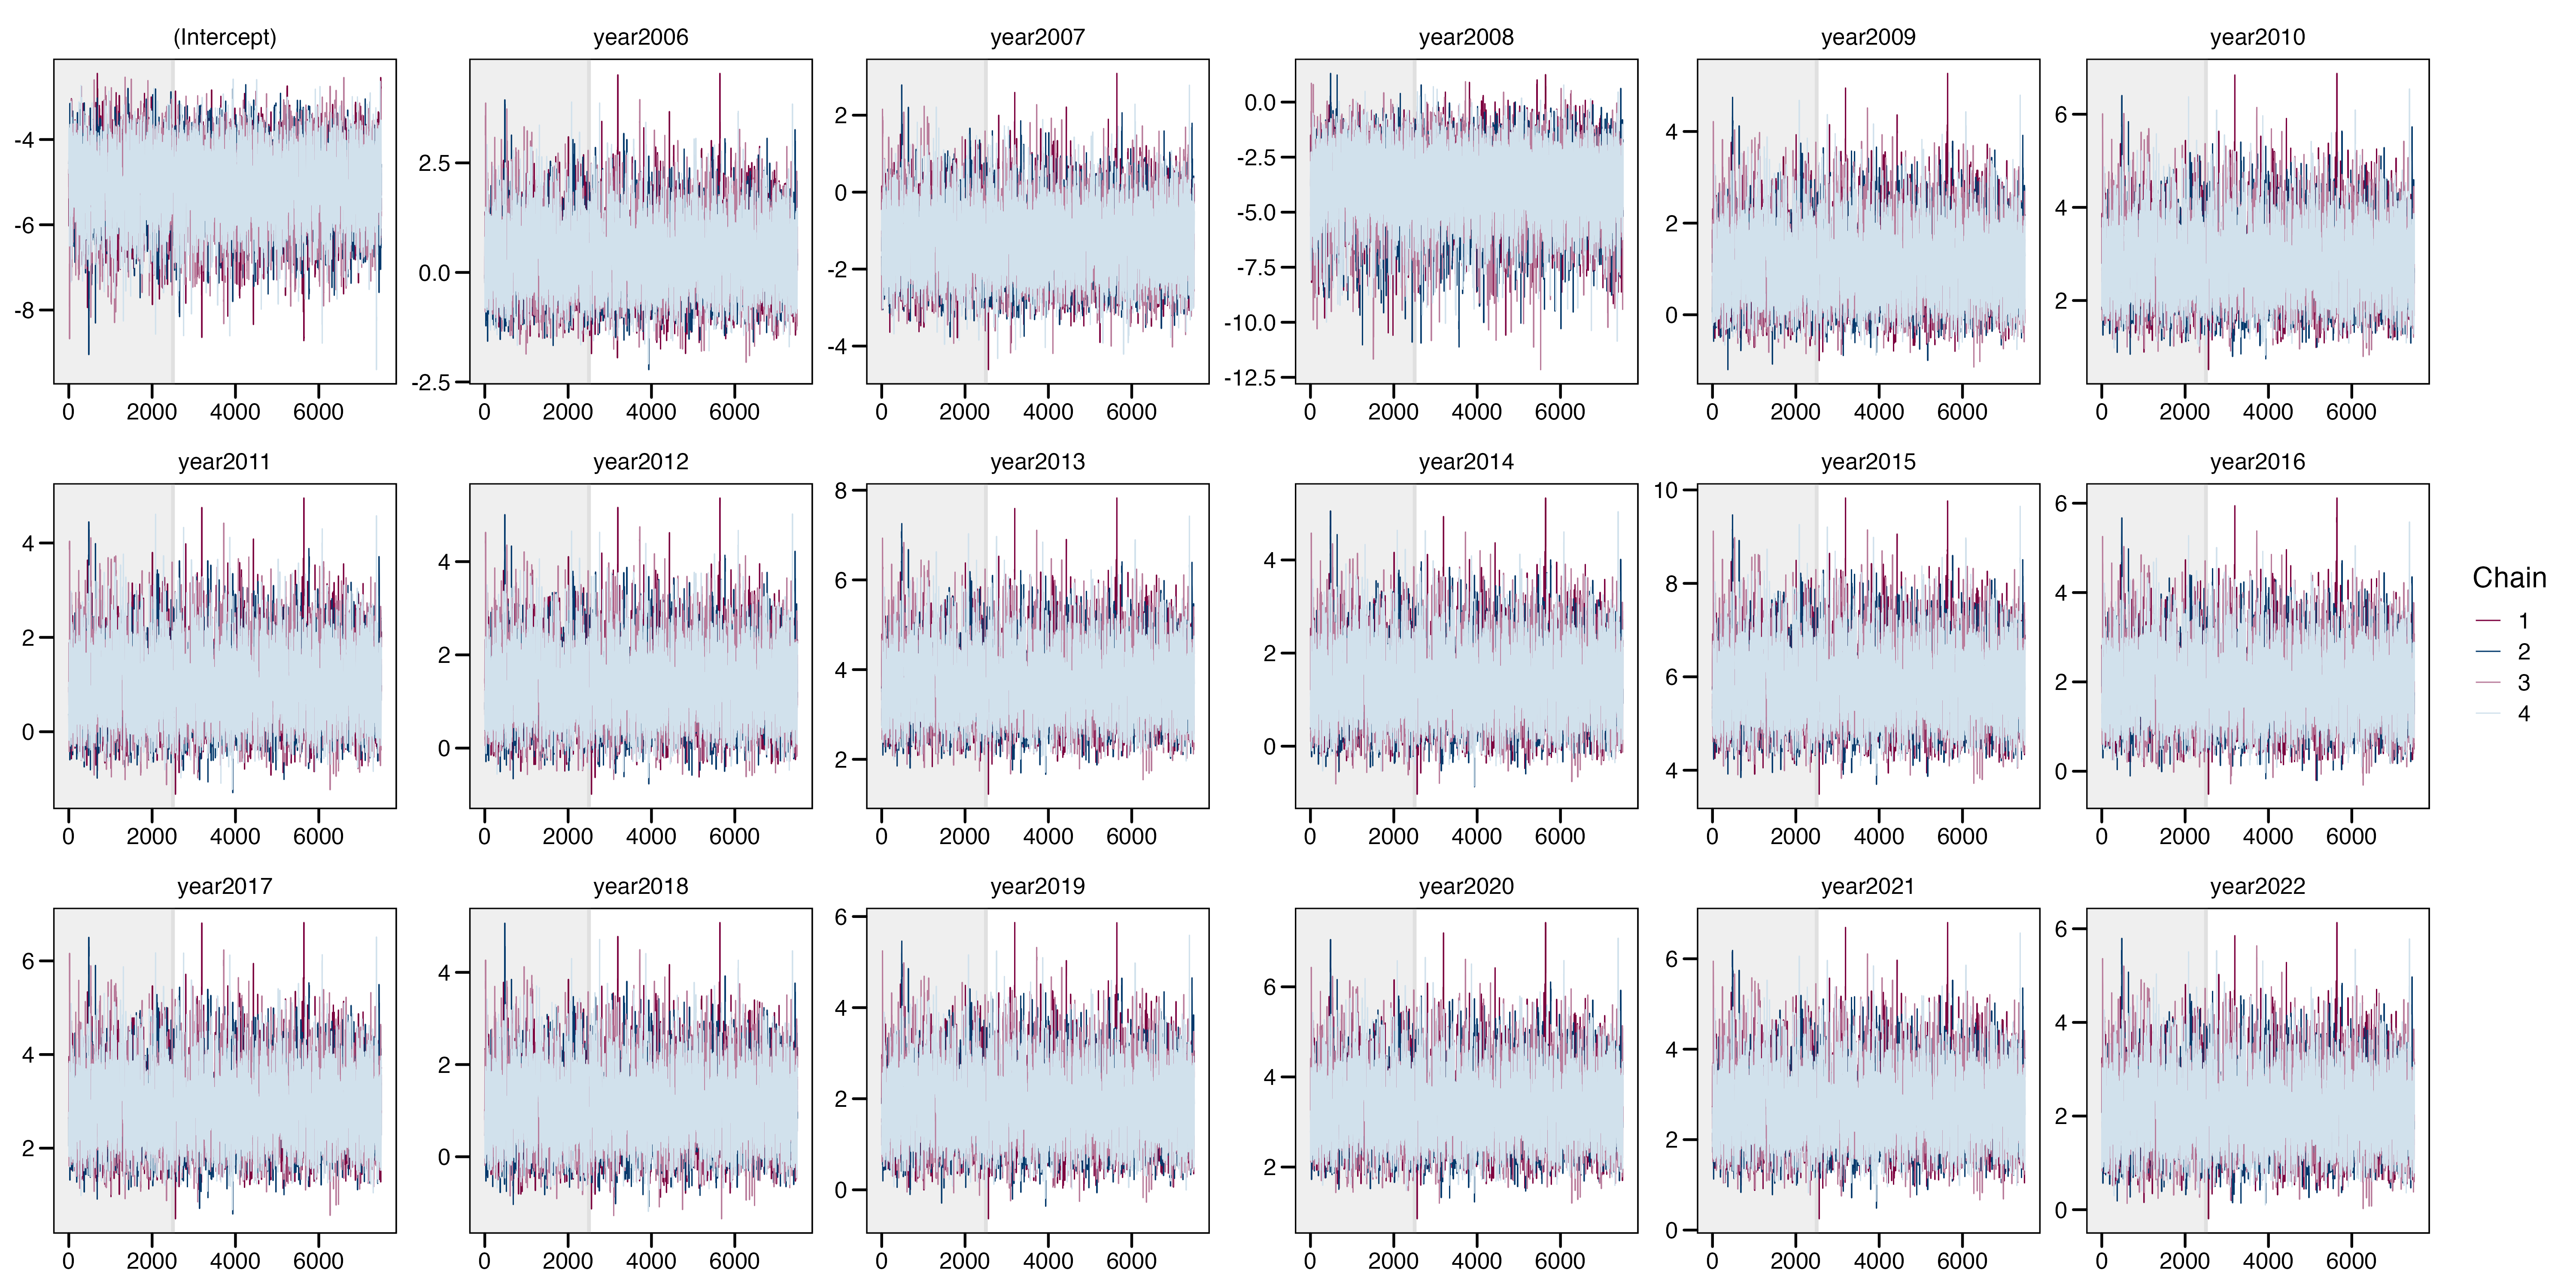 (Intercept) year2006 year2007 year2008 year2009 year2010
-4 -6 -8
2.5 0.0 -2.5
2 0 -2 -4
0.0 -2.5 -5.0 -7.5 -10.0 -12.5
4 2 0
6 4 2
0 2000 4000 6000 0 2000 4000 6000 0 2000 4000 6000 0 2000 4000 6000 0 2000 4000 6000 0 2000 4000 6000
year2011 year2012 year2013 year2014 year2015 year2016
4 2 0
4 2 0
8 6 4 2
4 2 0
10 8 6 4
6 4 2 0
0 2000 4000 6000 0 2000 4000 6000 0 2000 4000 6000 0 2000 4000 6000 0 2000 4000 6000 0 2000 4000 6000
year2017 year2018 year2019 year2020 year2021 year2022
6 4 2
4 2 0
6 4 2 0
6 4 2
6 4 2 0
6 4 2 0
0 2000 4000 6000 0 2000 4000 6000 0 2000 4000 6000 0 2000 4000 6000 0 2000 4000 6000 0 2000 4000 6000
Chain
1
2
3
4